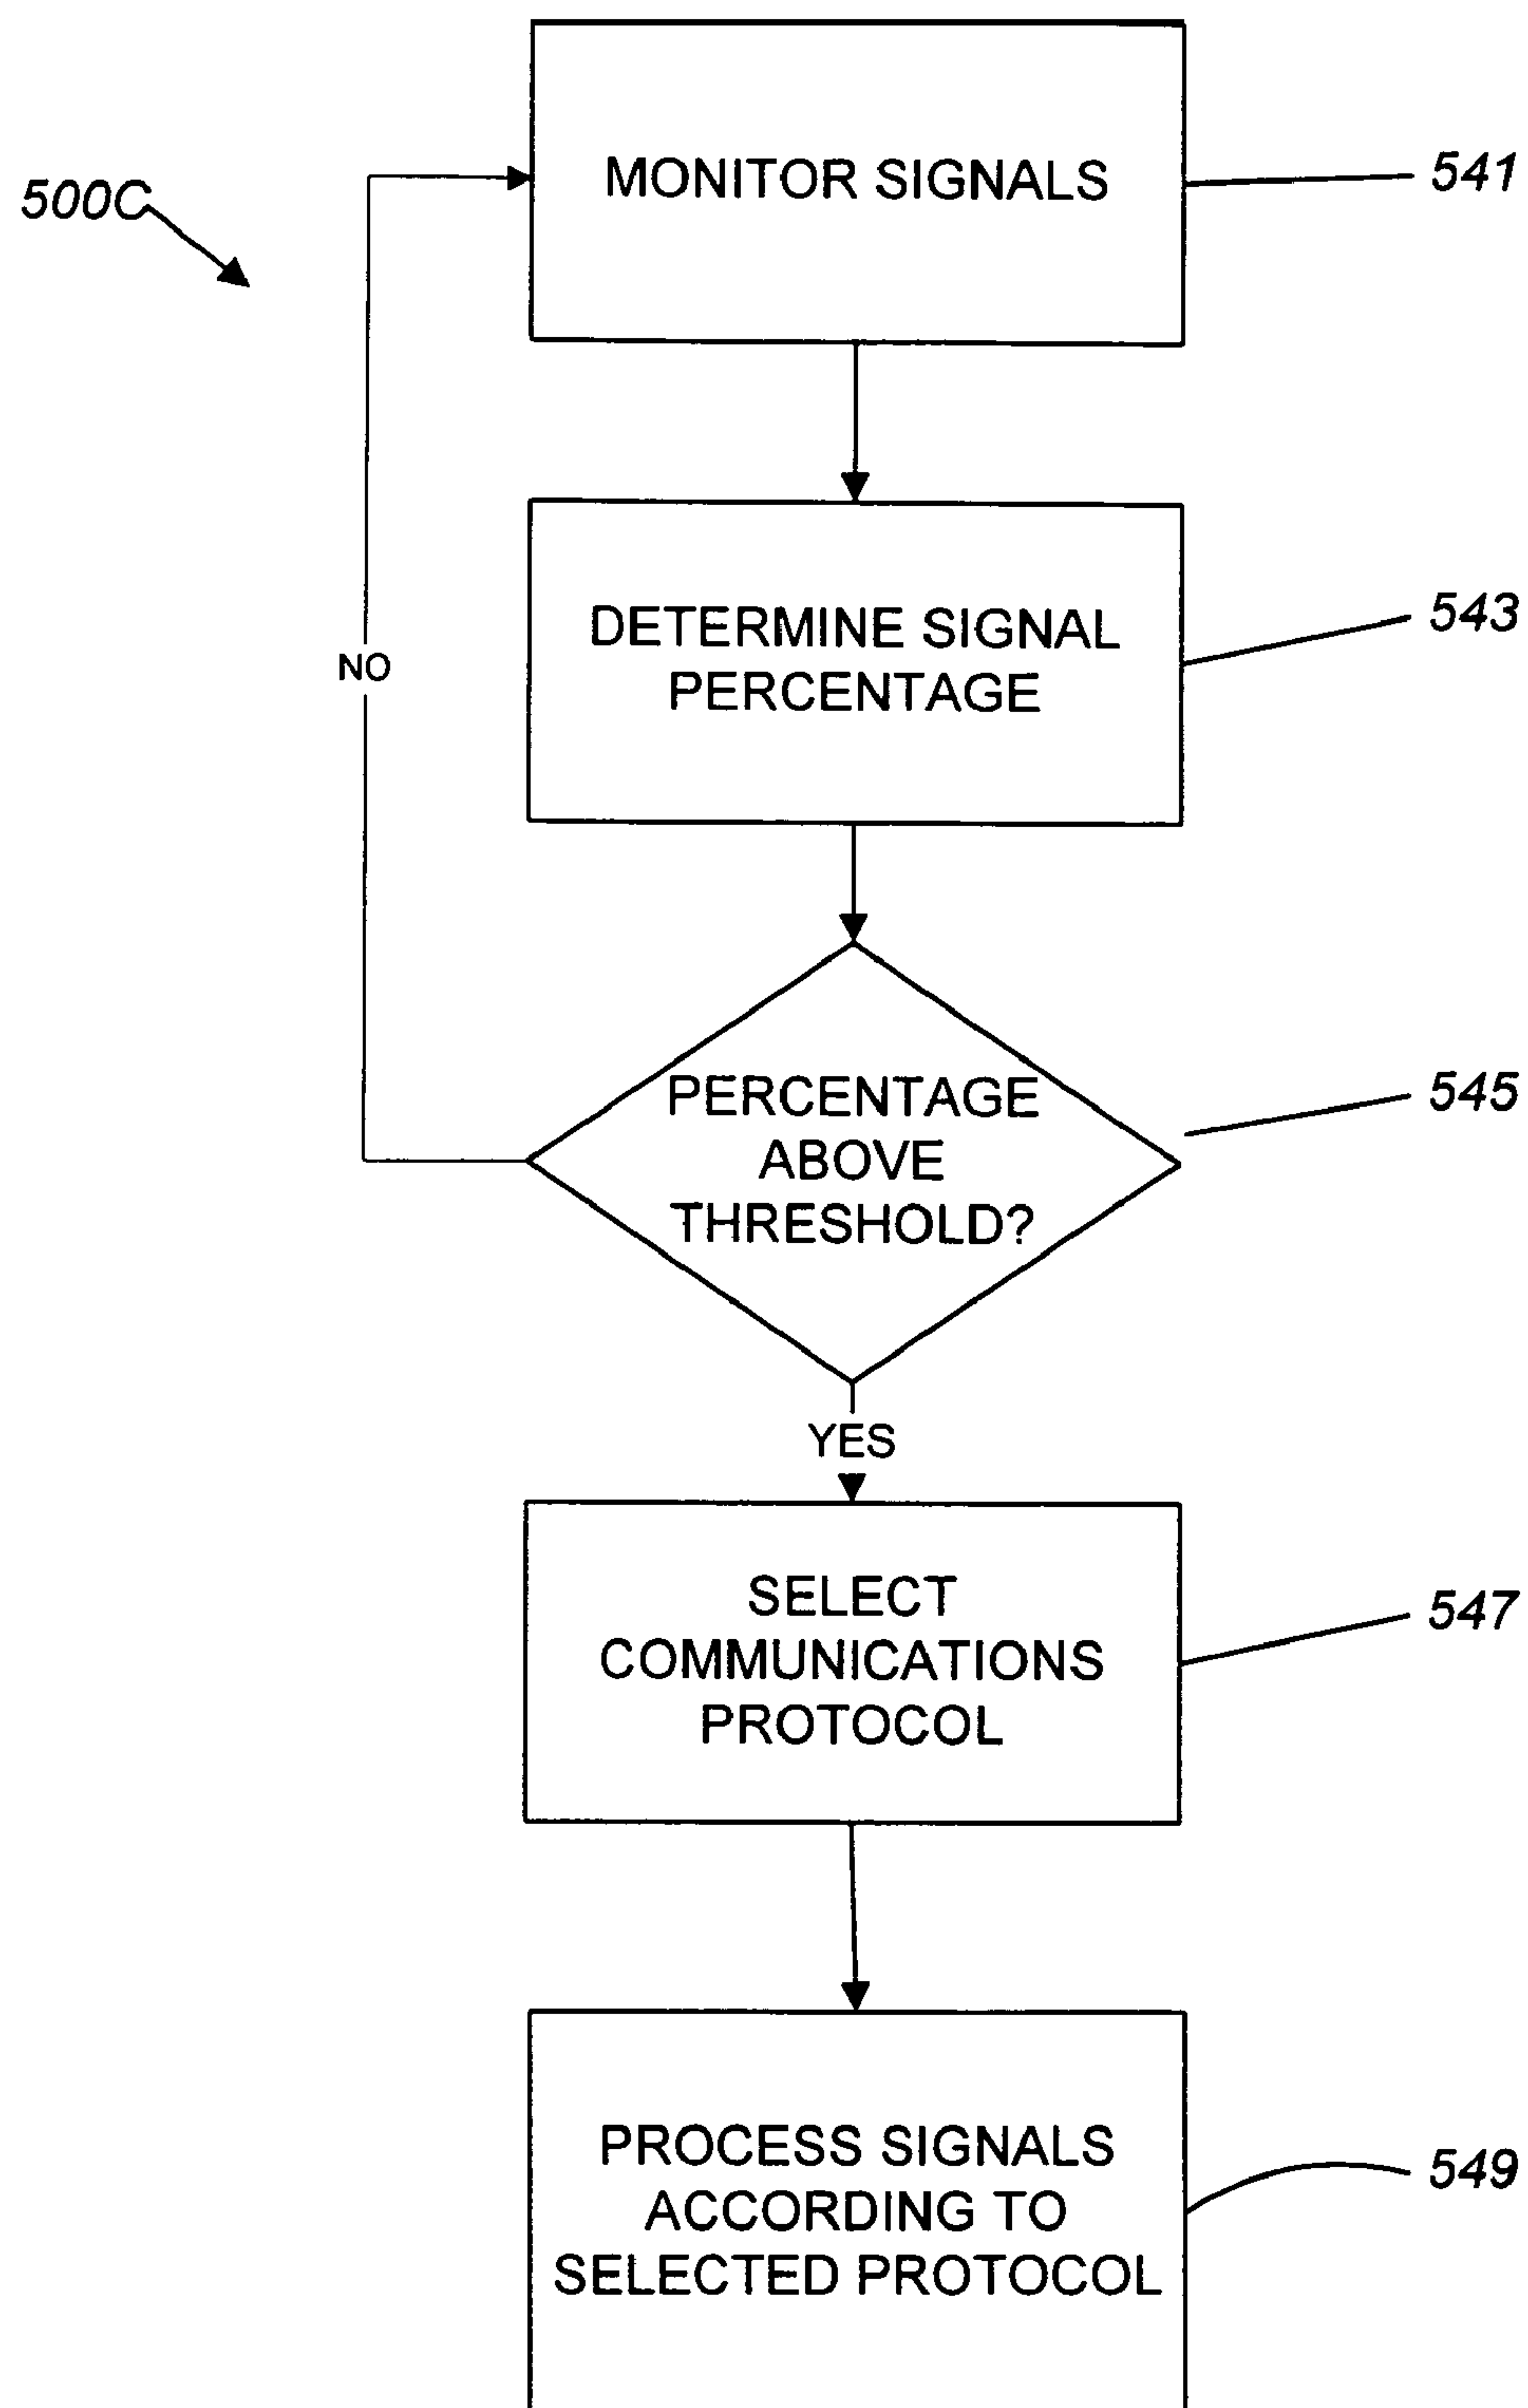 MONITOR SIGNALS
541
500C
DETERMINE SIGNAL
PERCENTAGE
543
NO
PERCENTAGE
ABOVE
THRESHOLD?
545
YES
SELECT
COMMUNICATIONS
PROTOCOL
547
PROCESS SIGNALS
ACCORDING TO
SELECTED PROTOCOL
549